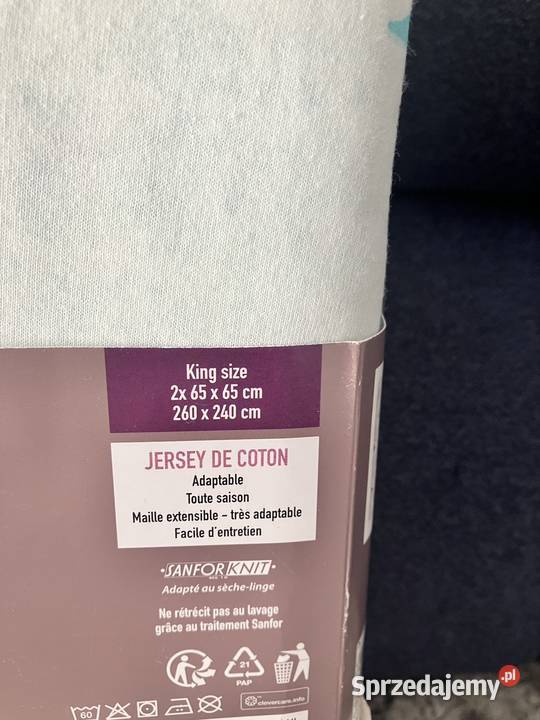 King size
2x 65 x 65 cm
260 x 240 cm
JERSEY DE COTON
Adaptable
Toute saison
Maille extensible – très adaptable
Facile d'entretien
SANFOR KNIT
Adapté au sèche-linge
Ne rétrécit pas au lavage
grâce au traitement Sanfor
21
PAP
60
clevercare.info
Sprzedajemy.pl